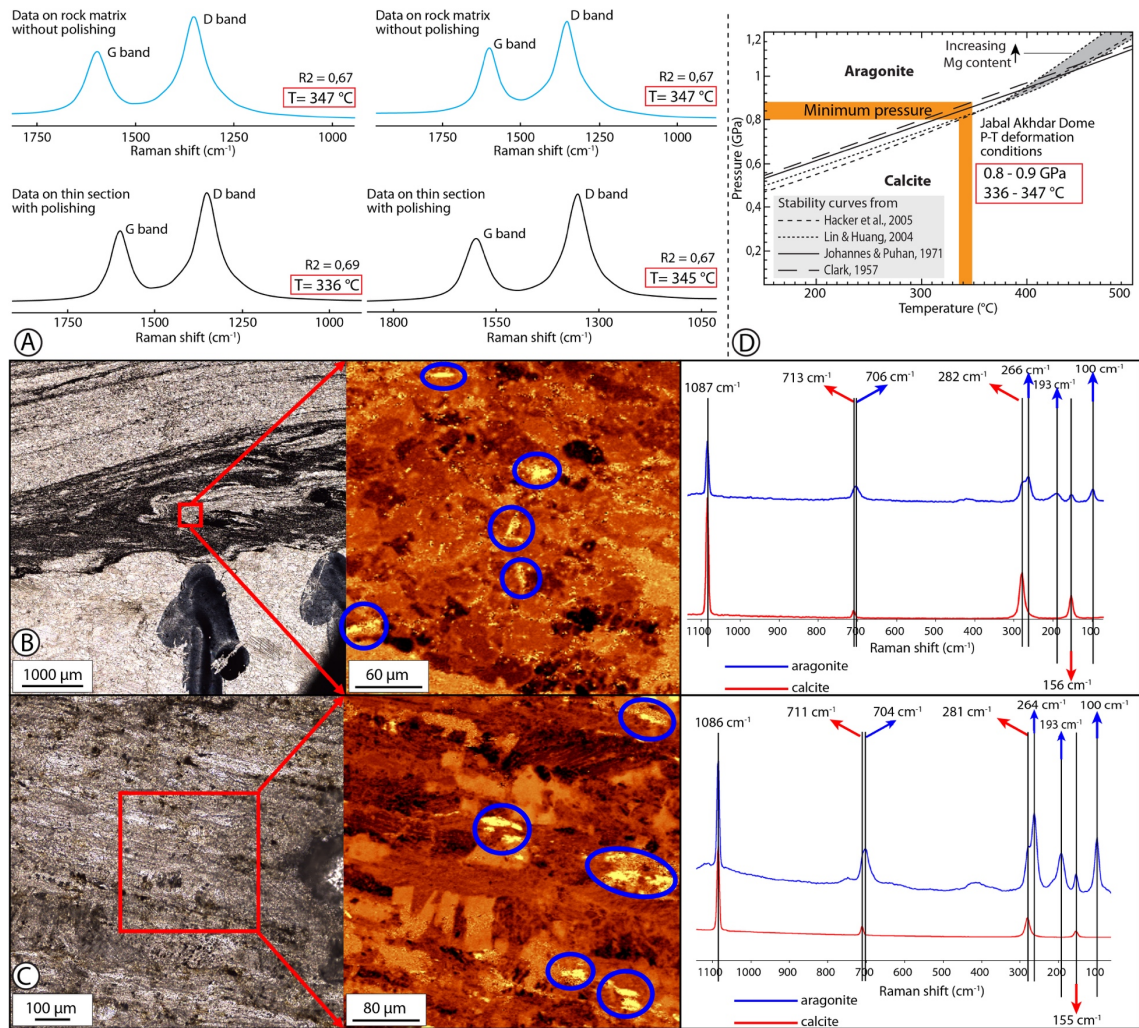 Data on rock matrix
without polishing
D band
G band
R2 = 0,67
T= 347 °C
1750
1500
1250
1000
Raman shift (cm-1)
Data on rock matrix
without polishing
D band
G band
R2 = 0,67
T= 347 °C
1750
1500
1250
1000
Raman shift (cm-1)
Data on thin section
with polishing
D band
G band
R2 = 0,69
T= 336 °C
1750
1500
1250
1000
Raman shift (cm-1)
Data on thin section
with polishing
D band
G band
R2 = 0,67
T= 345 °C
1800
1550
1300
1050
Raman shift (cm-1)
A
1,2
1
0,8
0,6
0,4
0,2
Pressure (GPa)
Increasing
Mg content
Aragonite
Minimum pressure
Jabal Akhdar Dome
P-T deformation
conditions
0.8 - 0.9 GPa
336 - 347 °C
Calcite
Stability curves from
Hacker et al., 2005
Lin & Huang, 2004
Johannes & Puhan, 1971
Clark, 1957
200
300
400
500
Temperature (°C)
D
B
1000 µm
60 µm
1087 cm-1
713 cm-1
706 cm-1
282 cm-1
266 cm-1
193 cm-1
100 cm-1
1100
1000
900
800
700
600
500
400
300
200
100
Raman shift (cm-1)
aragonite
calcite
156 cm-1
C
100 µm
80 µm
1086 cm-1
711 cm-1
704 cm-1
281 cm-1
264 cm-1
193 cm-1
100 cm-1
1100
1000
900
800
700
600
500
400
300
200
100
Raman shift (cm-1)
aragonite
calcite
155 cm-1